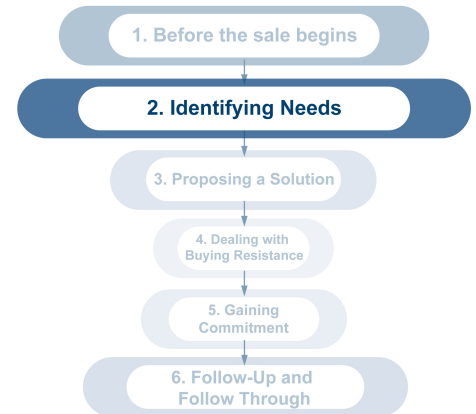 1. Before the sale begins
2. Identifying Needs
3. Proposing a Solution
4. Dealing with
Buying Resistance
5. Gaining
Commitment
6. Follow-Up and
Follow Through